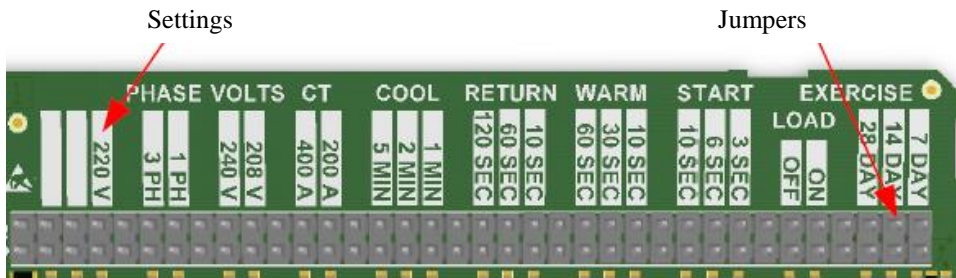 Settings
Jumpers
PHASE VOLTS CT COOL RETURN WARM START EXERCISE
LOAD
220 V
3 PH
1 PH
240 V
208 V
400 A
200 A
5 MIN
2 MIN
1 MIN
120 SEC
60 SEC
10 SEC
60 SEC
30 SEC
10 SEC
10 SEC
6 SEC
3 SEC
OFF
ON
28 DAY
14 DAY
7 DAY